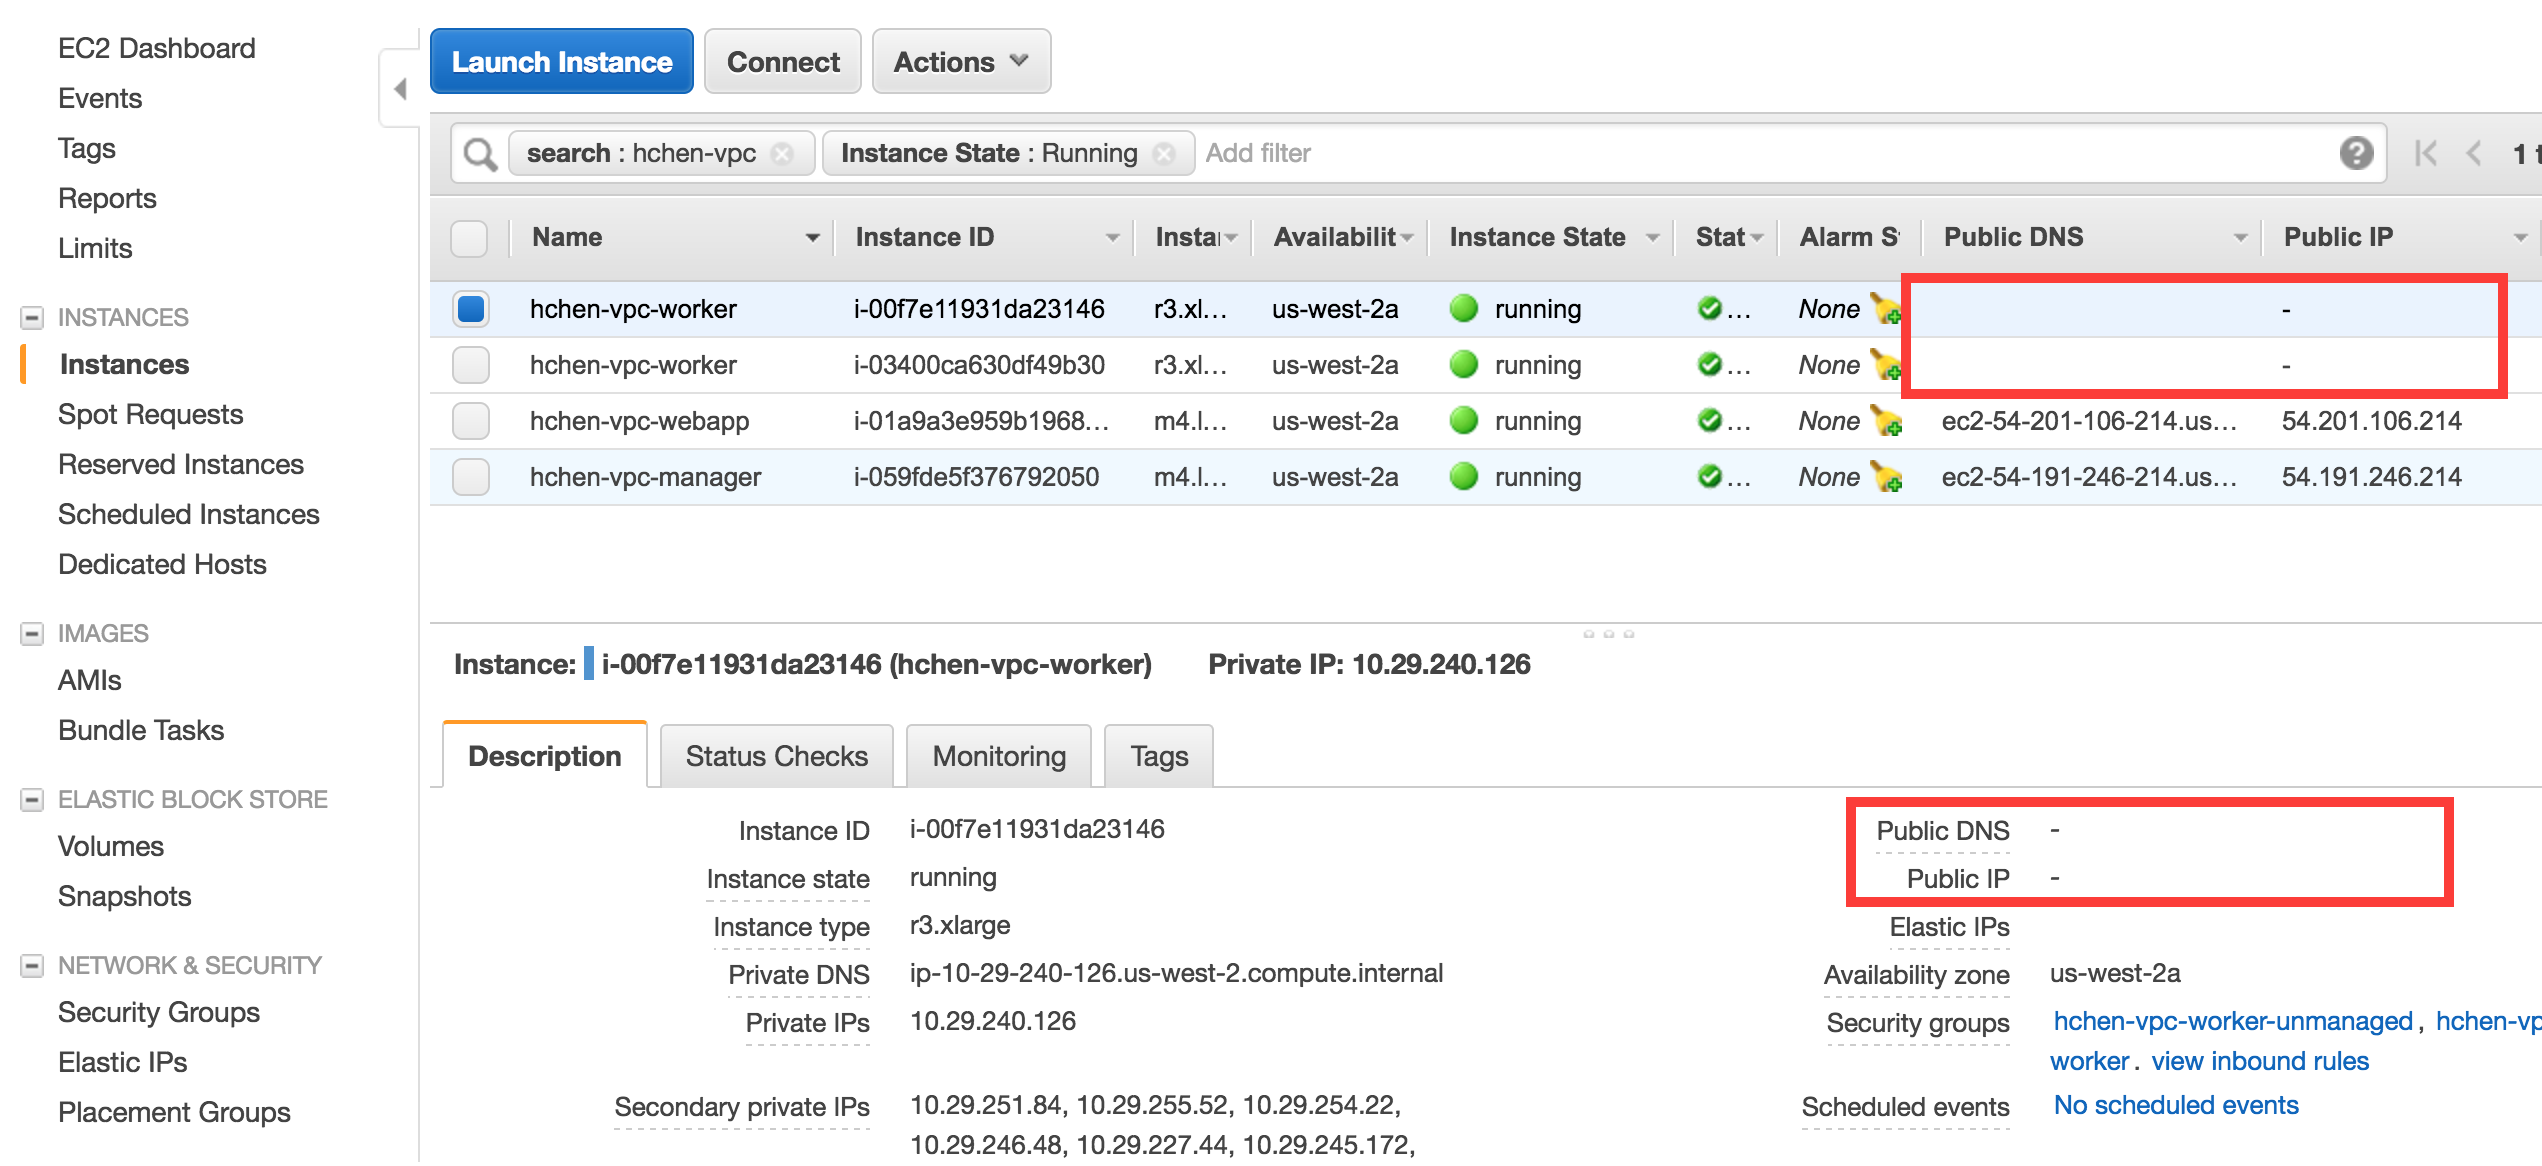 EC2 Dashboard
Events
Tags
Reports
Limits
INSTANCES
Instances
Spot Requests
Reserved Instances
Scheduled Instances
Dedicated Hosts
IMAGES
AMIs
Bundle Tasks
ELASTIC BLOCK STORE
Volumes
Snapshots
NETWORK & SECURITY
Security Groups
Elastic IPs
Placement Groups
Launch Instance Connect Actions
search : hchen-vpc Instance State : Running Add filter ? 1 t
Name Instance ID Insta Availabilit Instance State Stat Alarm S Public DNS Public IP
hchen-vpc-worker i-00f7e11931da23146 r3.xl... us-west-2a running ... None -
hchen-vpc-worker i-03400ca630df49b30 r3.xl... us-west-2a running ... None -
hchen-vpc-webapp i-01a9a3e959b1968... m4.l... us-west-2a running ... None ec2-54-201-106-214.us... 54.201.106.214
hchen-vpc-manager i-059fde5f376792050 m4.l... us-west-2a running ... None ec2-54-191-246-214.us... 54.191.246.214
Instance: i-00f7e11931da23146 (hchen-vpc-worker) Private IP: 10.29.240.126
Description Status Checks Monitoring Tags
Instance ID i-00f7e11931da23146
Instance state running
Instance type r3.xlarge
Private DNS ip-10-29-240-126.us-west-2.compute.internal
Private IPs 10.29.240.126
Secondary private IPs 10.29.251.84, 10.29.255.52, 10.29.254.22,
10.29.246.48, 10.29.227.44, 10.29.245.172,
Public DNS -
Public IP -
Elastic IPs
Availability zone us-west-2a
Security groups hchen-vpc-worker-unmanaged, hchen-vp
worker. view inbound rules
Scheduled events No scheduled events